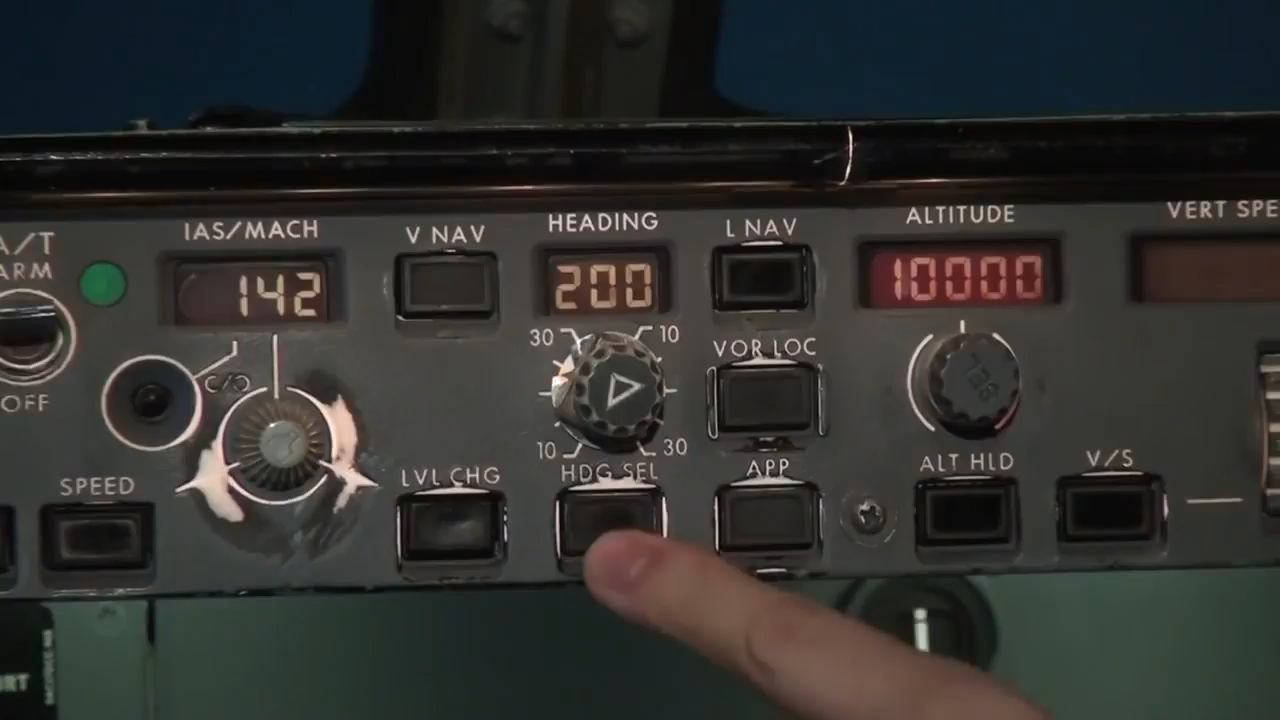 A/T
ARM
OFF
IAS/MACH
142
C/O
SPEED
V NAV
LVL CHG
HEADING
200
30 10
10 30
HDG SEL
L NAV
VOR LOC
APP
ALTITUDE
10000
SEL
ALT HLD
VERT SPE
V/S